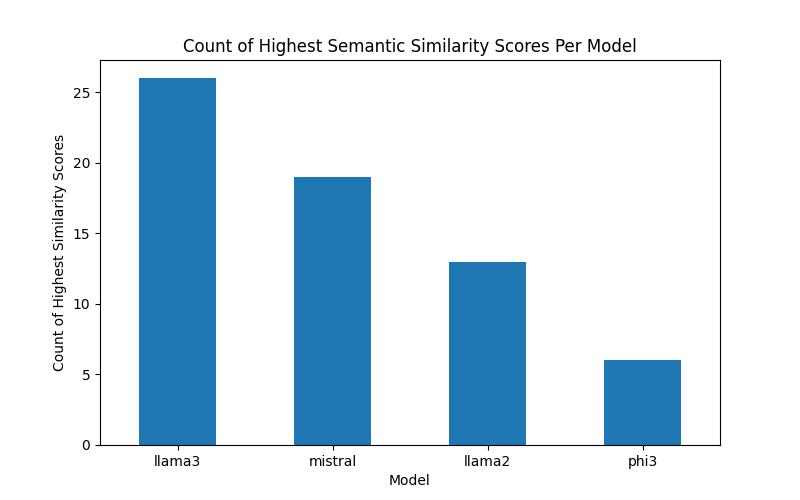 Count of Highest Semantic Similarity Scores Per Model
Count of Highest Similarity Scores
25
20
15
10
5
0
llama3 mistral llama2 phi3
Model